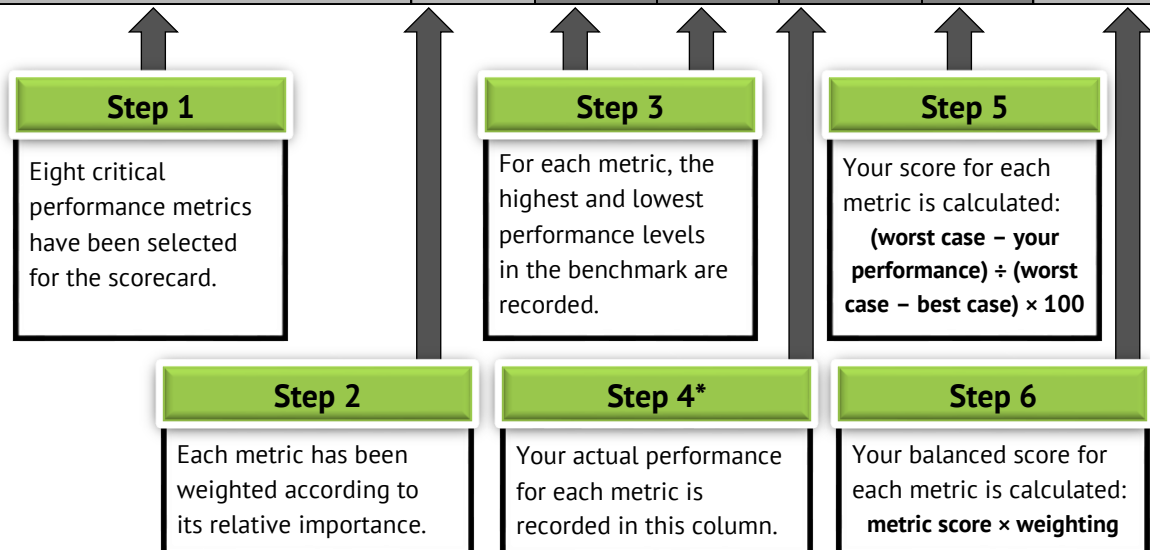 Step 1
Eight critical
performance metrics
have been selected
for the scorecard.
Step 3
For each metric, the
highest and lowest
performance levels
in the benchmark are
recorded.
Step 5
Your score for each
metric is calculated:
(worst case – your
performance) ÷ (worst
case – best case) × 100
Step 2
Each metric has been
weighted according to
its relative importance.
Step 4*
Your actual performance
for each metric is
recorded in this column.
Step 6
Your balanced score for
each metric is calculated:
metric score × weighting